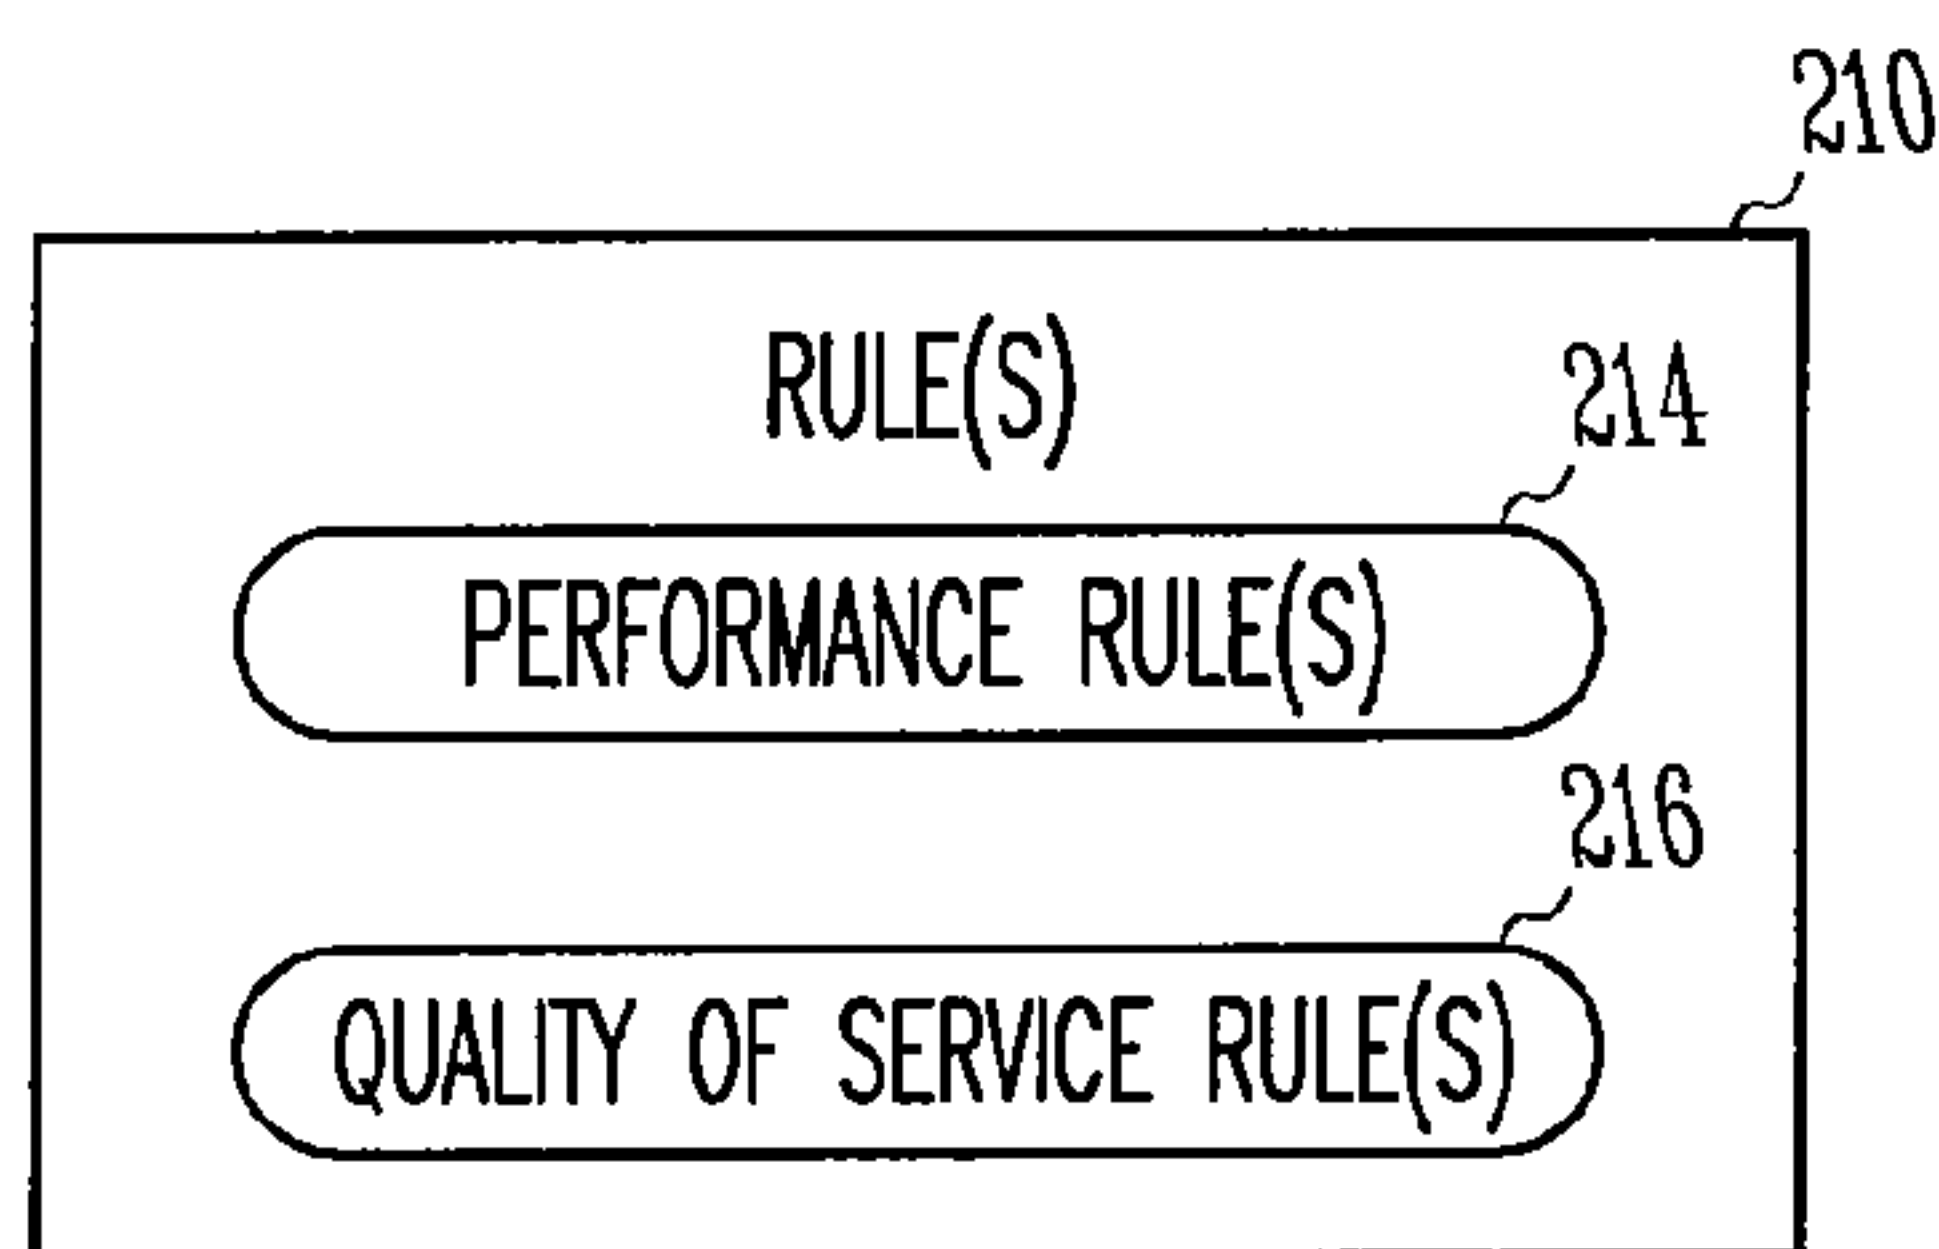 210
RULE(S)
214
PERFORMANCE RULE(S)
216
QUALITY OF SERVICE RULE(S)